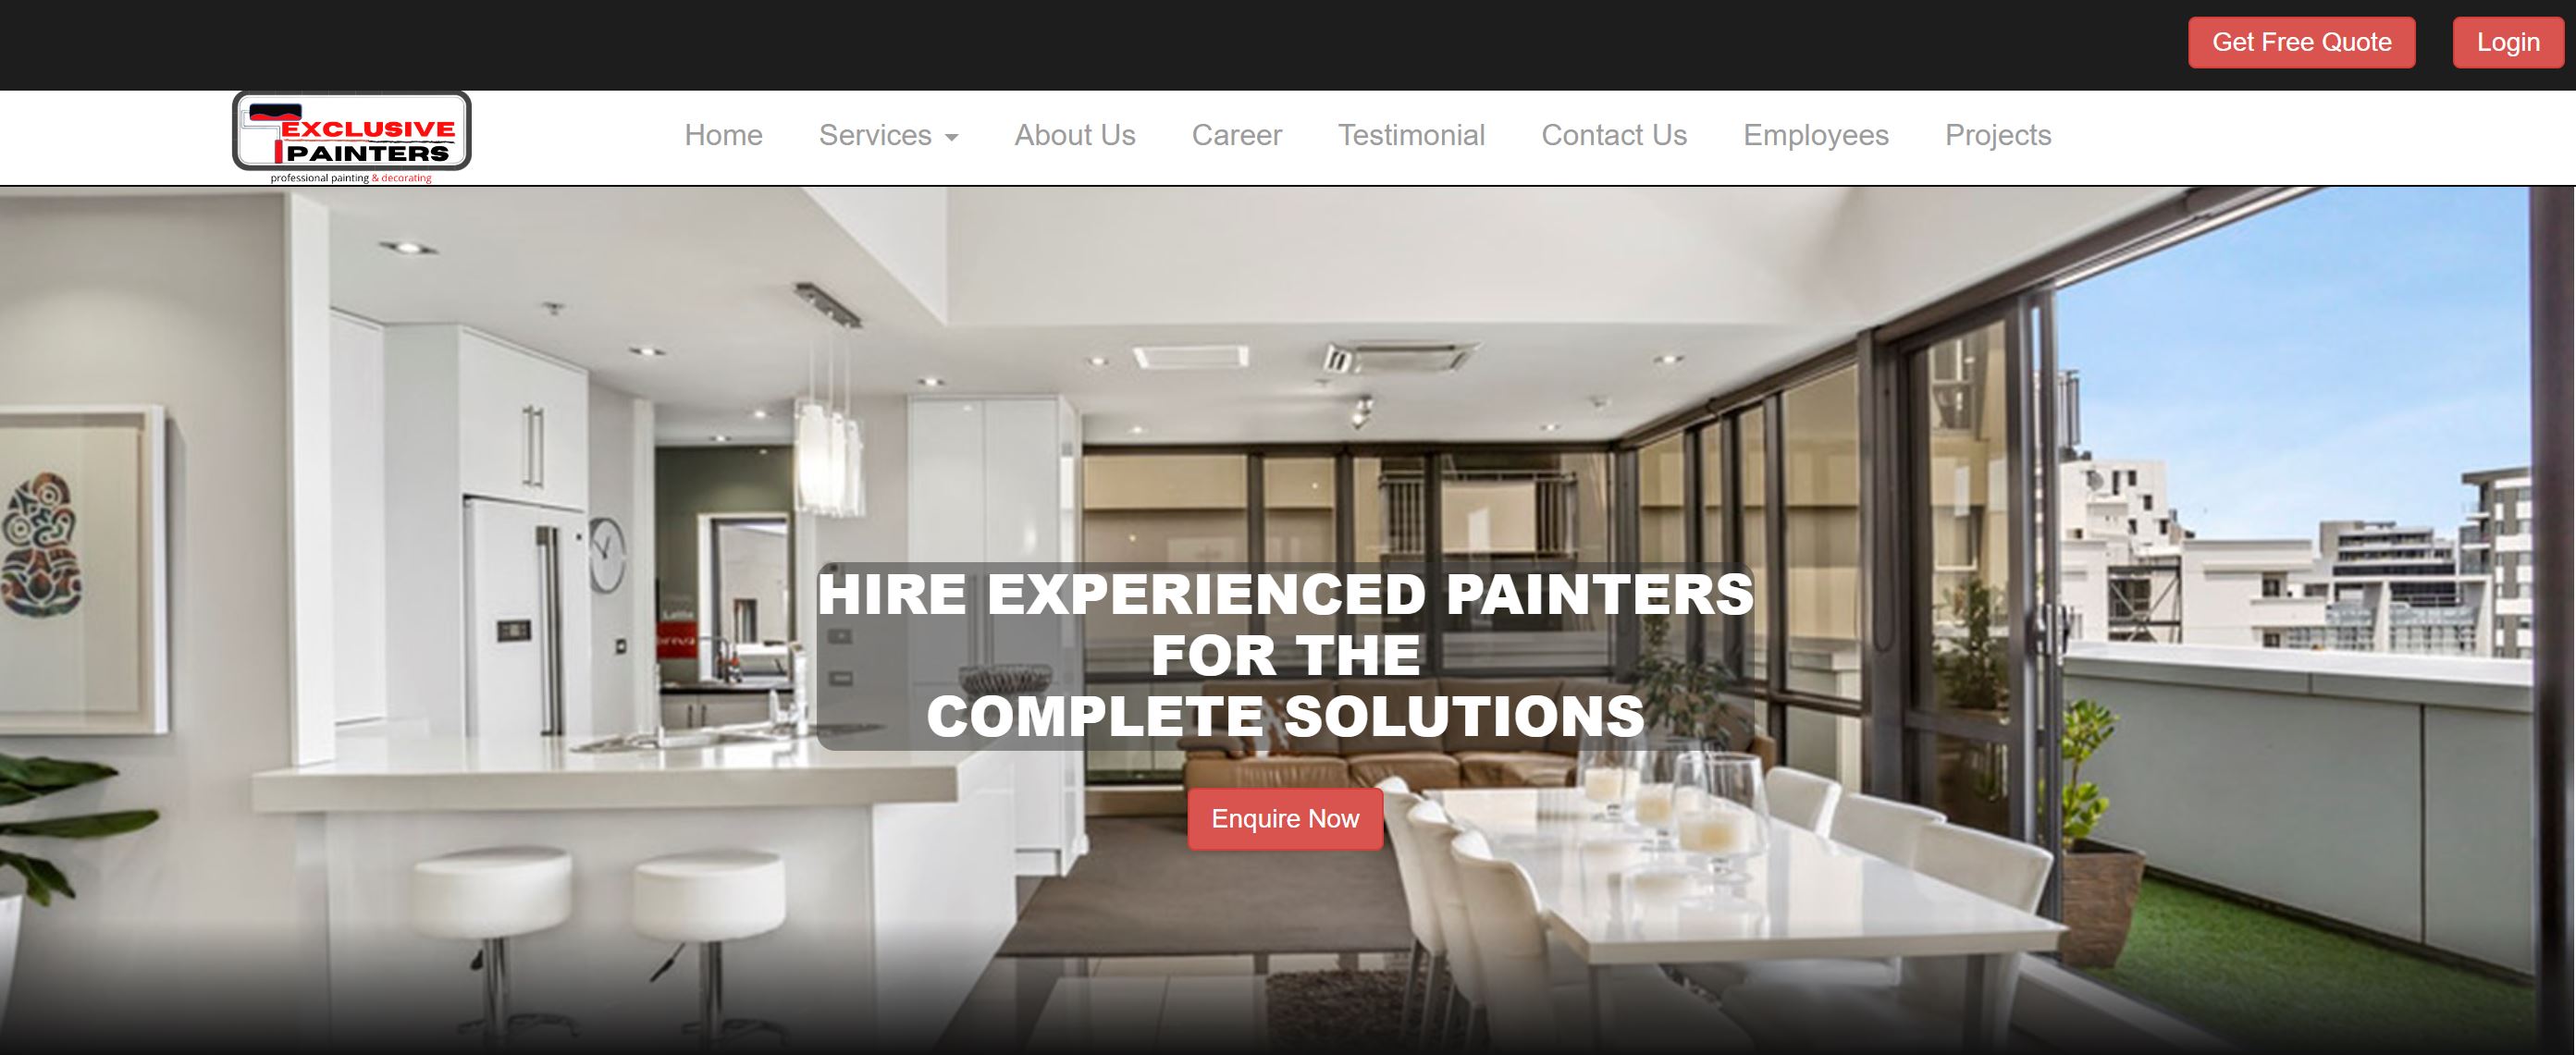 Get Free Quote
Login
EXCLUSIVE
PAINTERS
professional painting & decorating
Home
Services
About Us
Career
Testimonial
Contact Us
Employees
Projects
HIRE EXPERIENCED PAINTERS
FOR THE
COMPLETE SOLUTIONS
Enquire Now